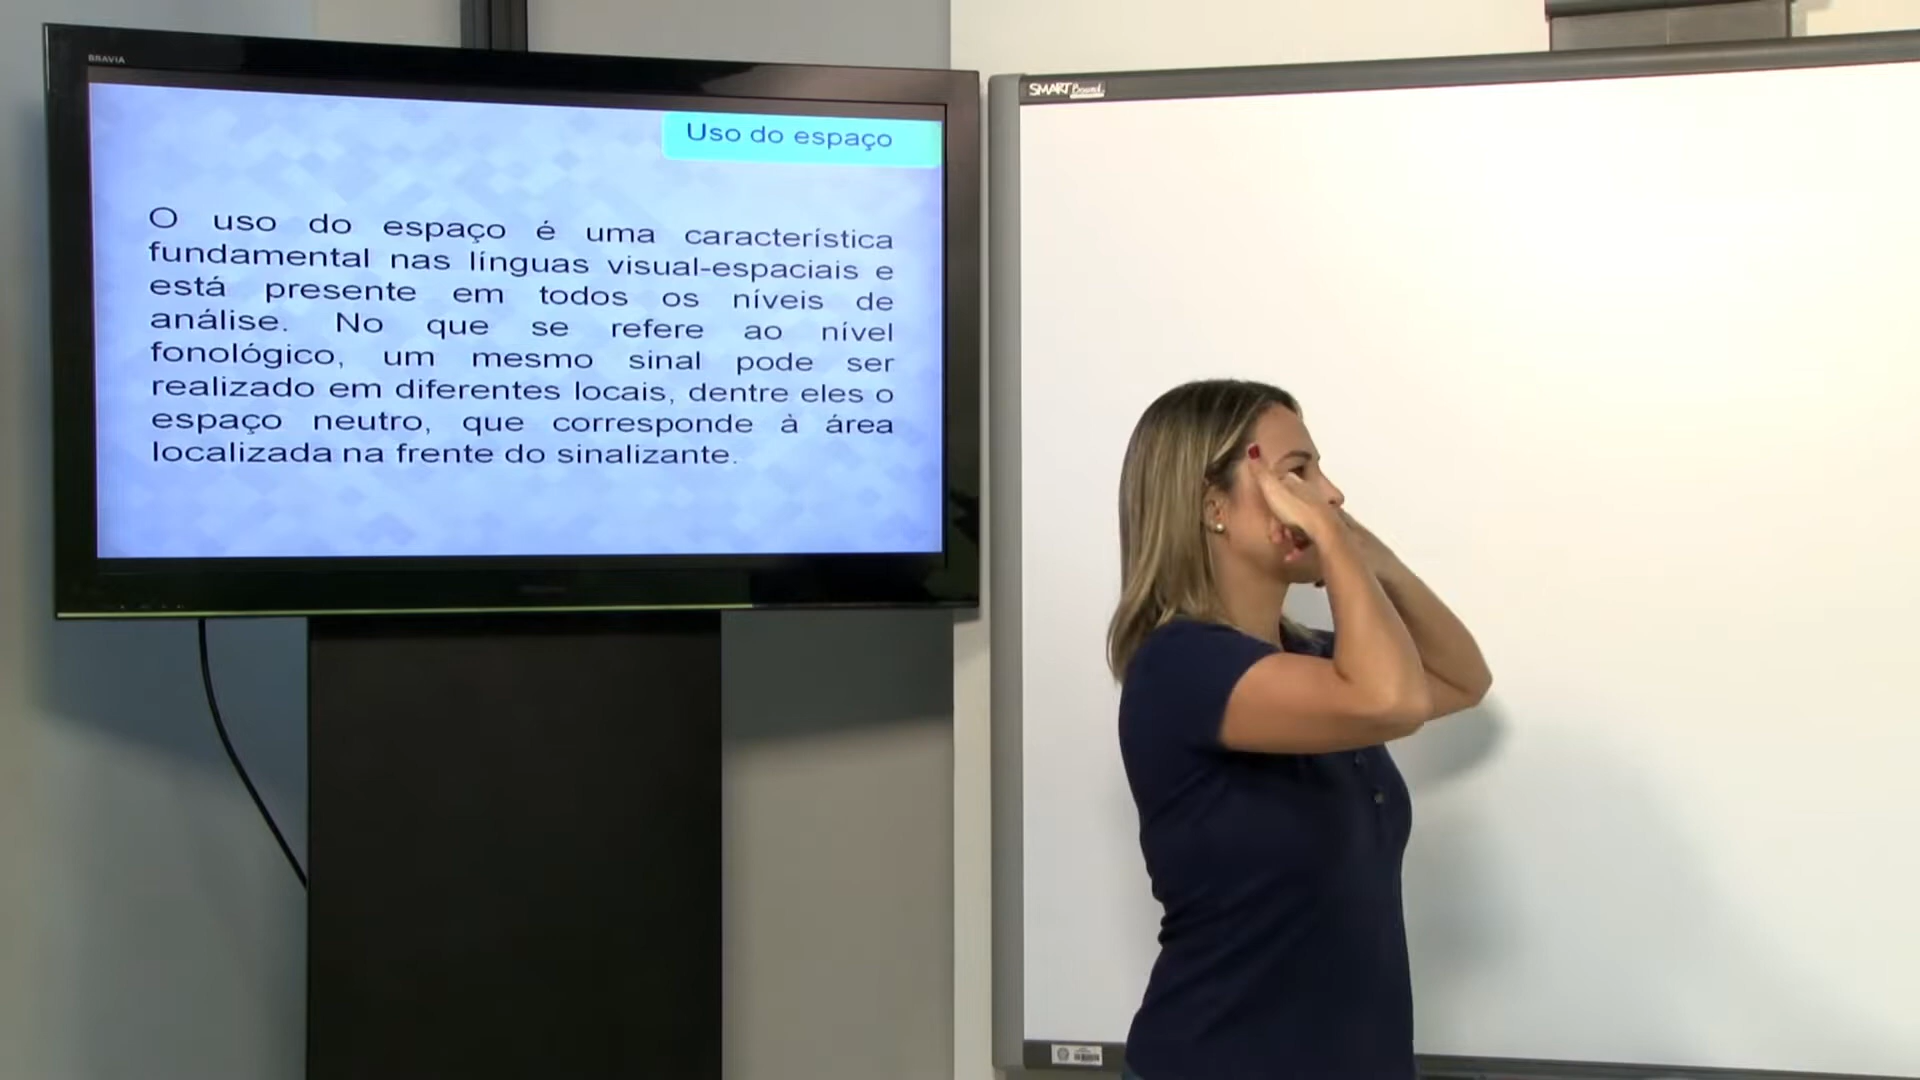 BRAVIA
SMART Board
Uso do espaço
O uso do espaço é uma característica
fundamental nas línguas visual-espaciais e
está presente em todos os níveis de
análise. No que se refere ao nível
fonológico, um mesmo sinal pode ser
realizado em diferentes locais, dentre eles o
espaço neutro, que corresponde à área
localizada na frente do sinalizante.